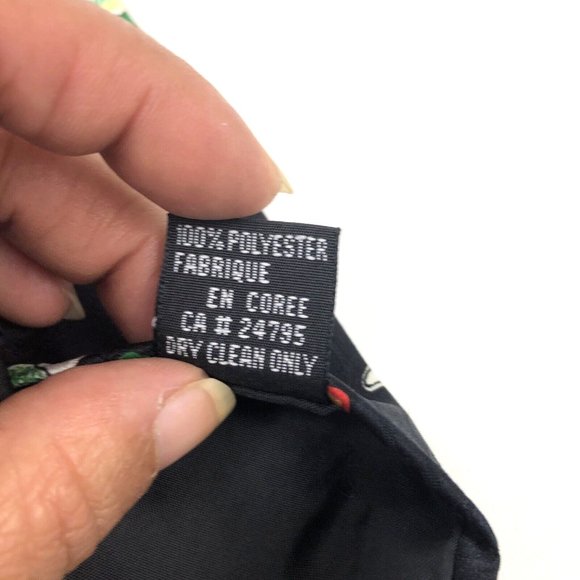 100% POLYESTER
FABRIQUE
EN COREE
CA # 24795
DRY CLEAN ONLY